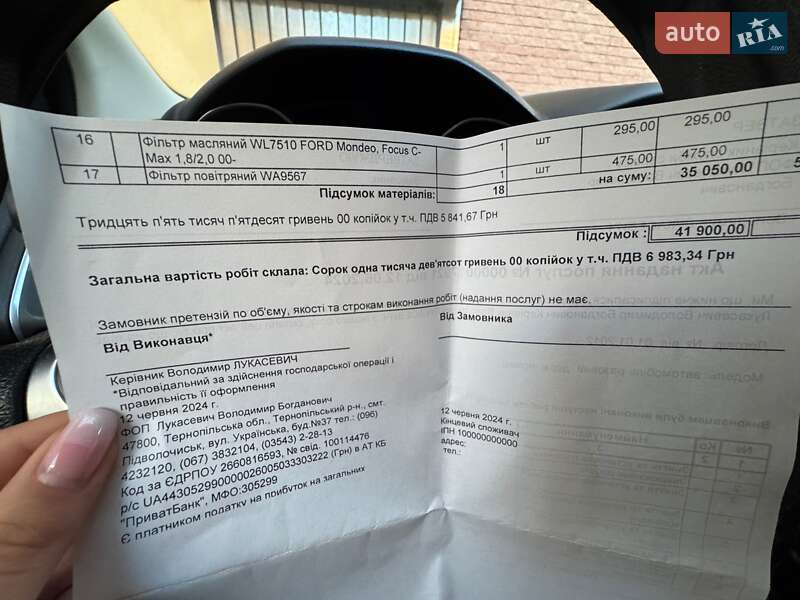 auto RIA .com
16 Фільтр масляний WL7510 FORD Mondeo, Focus C-Max 1,8/2,0 00- 1 шт 295,00 295,00
17 Фільтр повітряний WA9567 1 шт 475,00 475,00
Підсумок матеріалів: 18 на суму: 35 050,00
Тридцять п'ять тисяч п'ятдесят гривень 00 копійок у т.ч. ПДВ 5 841,67 Грн
Підсумок : 41 900,00
Загальна вартість робіт склала: Сорок одна тисяча дев'ятсот гривень 00 копійок у т.ч. ПДВ 6 983,34 Грн
Замовник претензій по об'єму, якості та строкам виконання робіт (надання послуг) не має.
Від Виконавця*
Від Замовника
Керівник Володимир ЛУКАСЕВИЧ
*Відповідальний за здійснення господарської операції і
правильність її оформлення
12 червня 2024 г.
ФОП Лукасевич Володимир Богданович
47800, Тернопільська обл., Тернопільський р-н., смт.
Підволочиськ, вул. Українська, буд.№37 тел.: (096)
4232120, (067) 3832104, (03543) 2-28-13
Код за ЄДРПОУ 2660816593, № свід. 100114476
р/с UA443052990000026005033303222 (Грн) в АТ КБ
"ПриватБанк", МФО:305299
Є платником податку на прибуток на загальних
12 червня 2024 г.
Кінцевий споживач
ІПН 100000000000
адрес:
тел.: